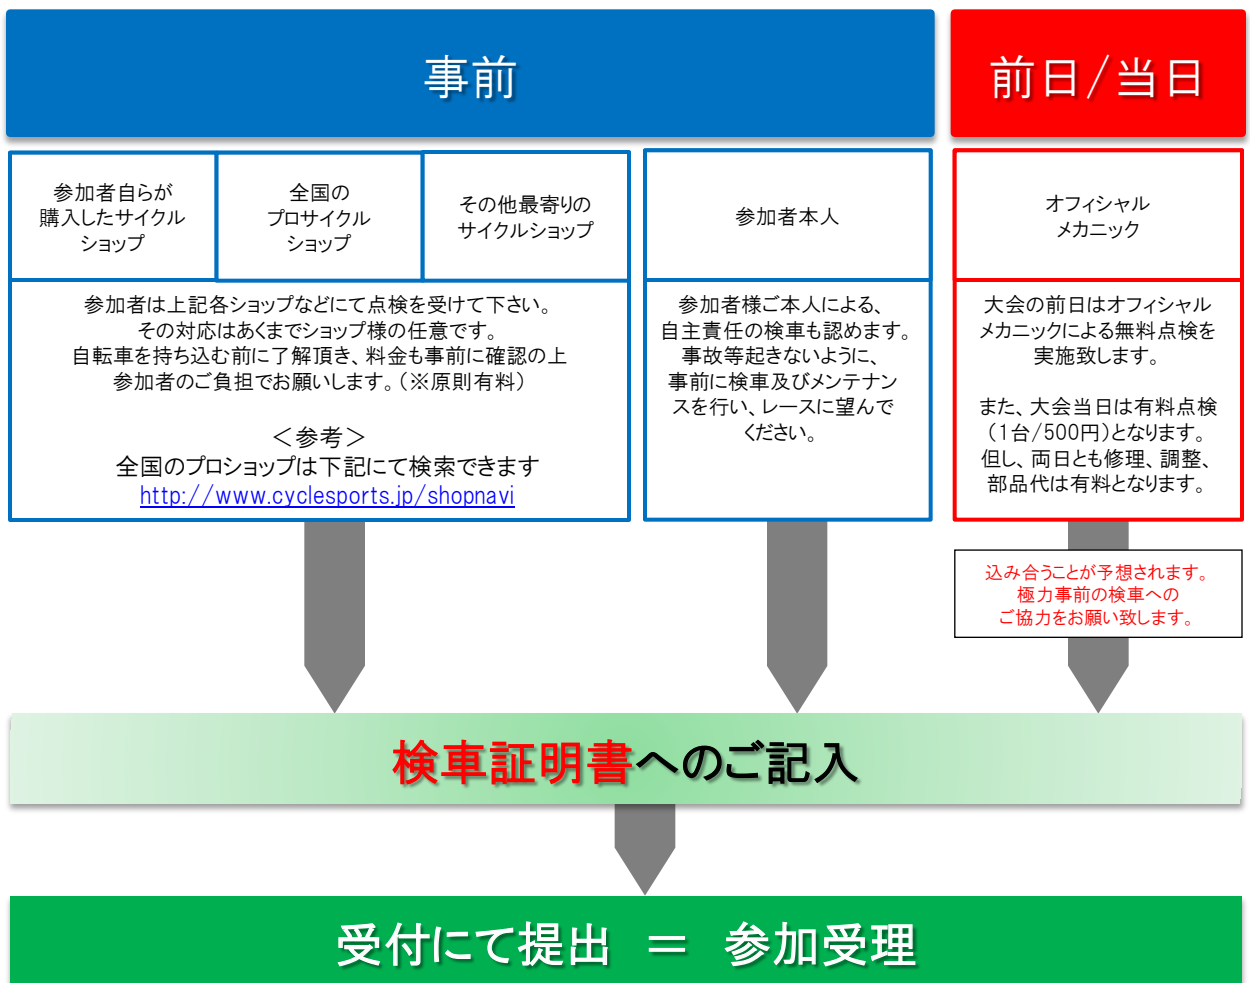 事前
前日/当日
参加者自らが
購入したサイクル
ショップ
全国の
プロサイクル
ショップ
その他最寄りの
サイクルショップ
参加者本人
オフィシャル
メカニック
参加者は上記各ショップなどにて点検を受けて下さい。
その対応はあくまでショップ様の任意です。
自転車を持ち込む前に了解頂き、料金も事前に確認の上
参加者のご負担でお願いします。（※原則有料）
＜参考＞
全国のプロショップは下記にて検索できます
http://www.cyclesports.jp/shopnavi
参加者様ご本人による、
自主責任の検車も認めます。
事故等起きないように、
事前に検車及びメンテナン
スを行い、レースに望んで
ください。
大会の前日はオフィシャル
メカニックによる無料点検を
実施致します。
また、大会当日は有料点検
（1台/500円）となります。
但し、両日とも修理、調整、
部品代は有料となります。
込み合うことが予想されます。
極力事前の検車への
ご協力をお願い致します。
検車証明書へのご記入
受付にて提出　＝　参加受理